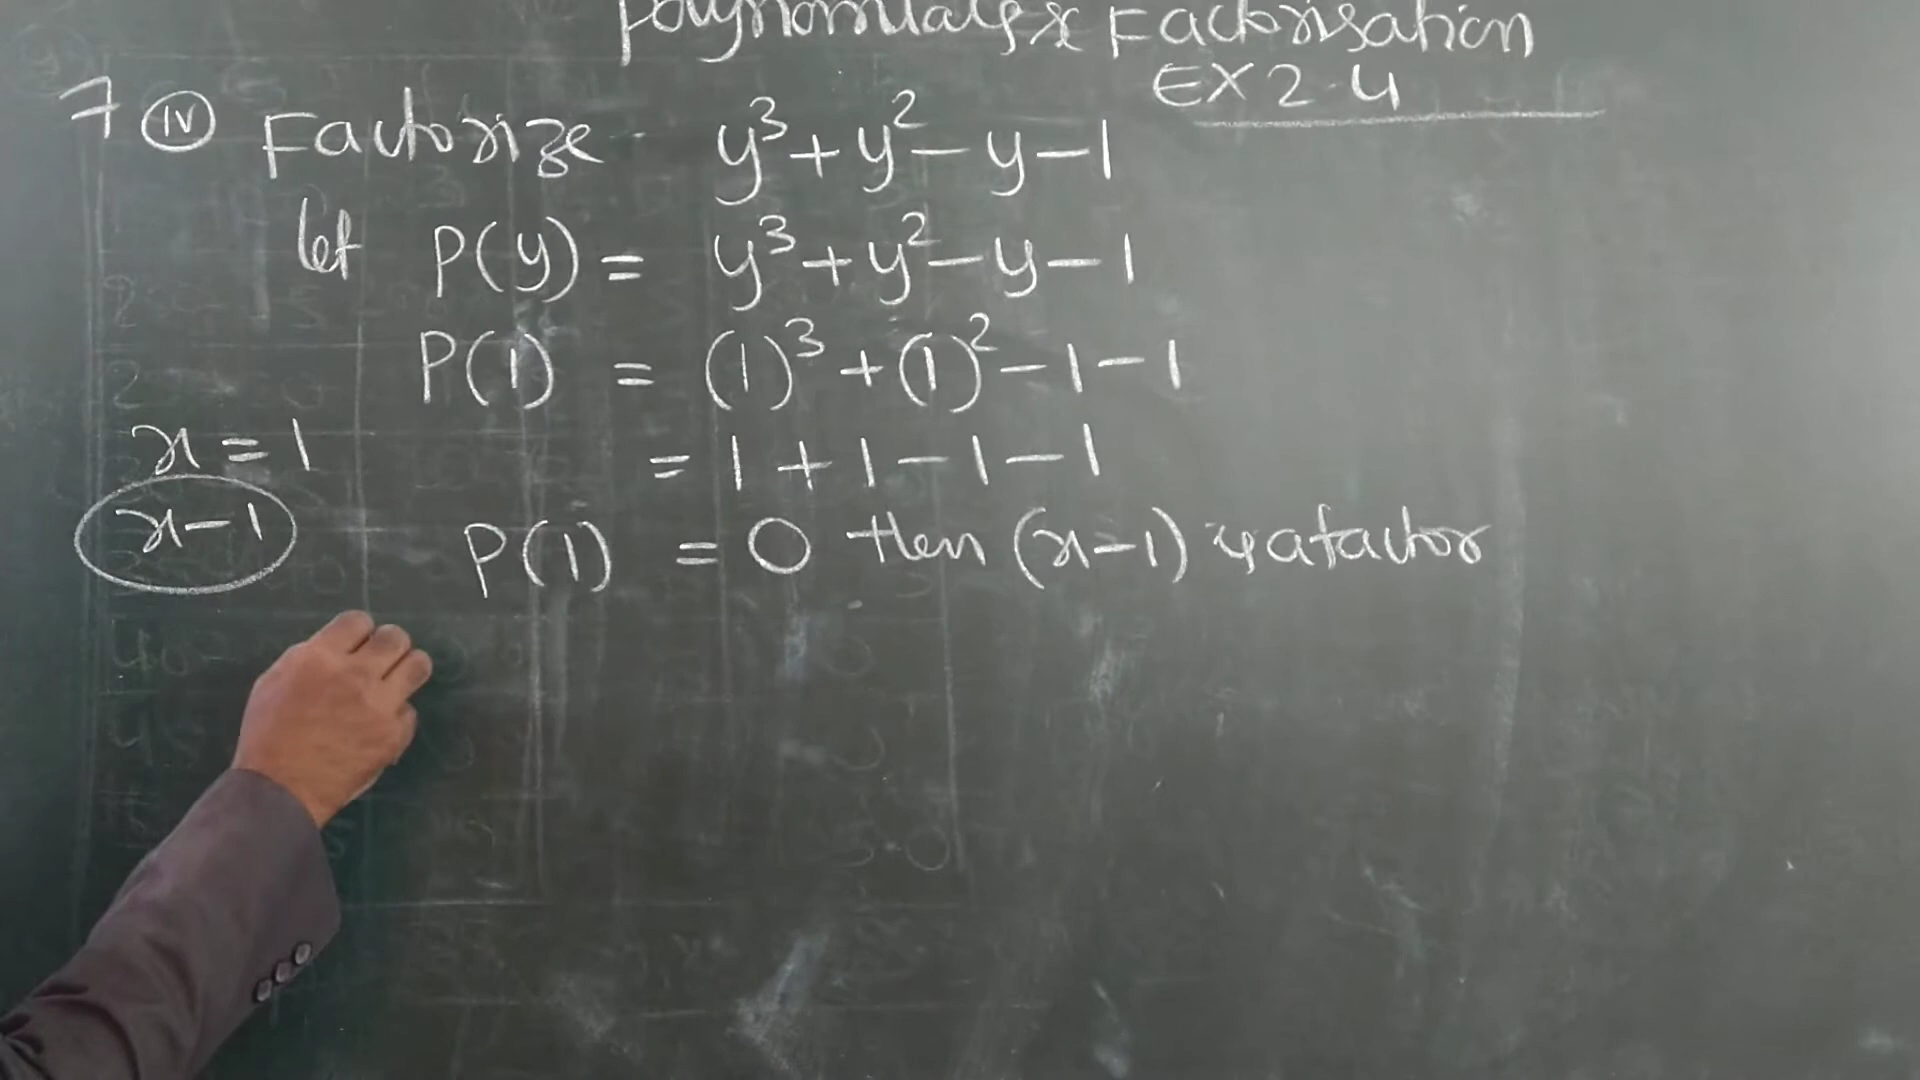 Polynomials & Factorisation
EX 2.4
7 (iv) Factorize y³ + y² - y - 1
let P(y) = y³ + y² - y - 1
P(1) = (1)³ + (1)² - 1 - 1
x = 1
= 1 + 1 - 1 - 1
x - 1
P(1) = 0 then (x - 1) is a factor